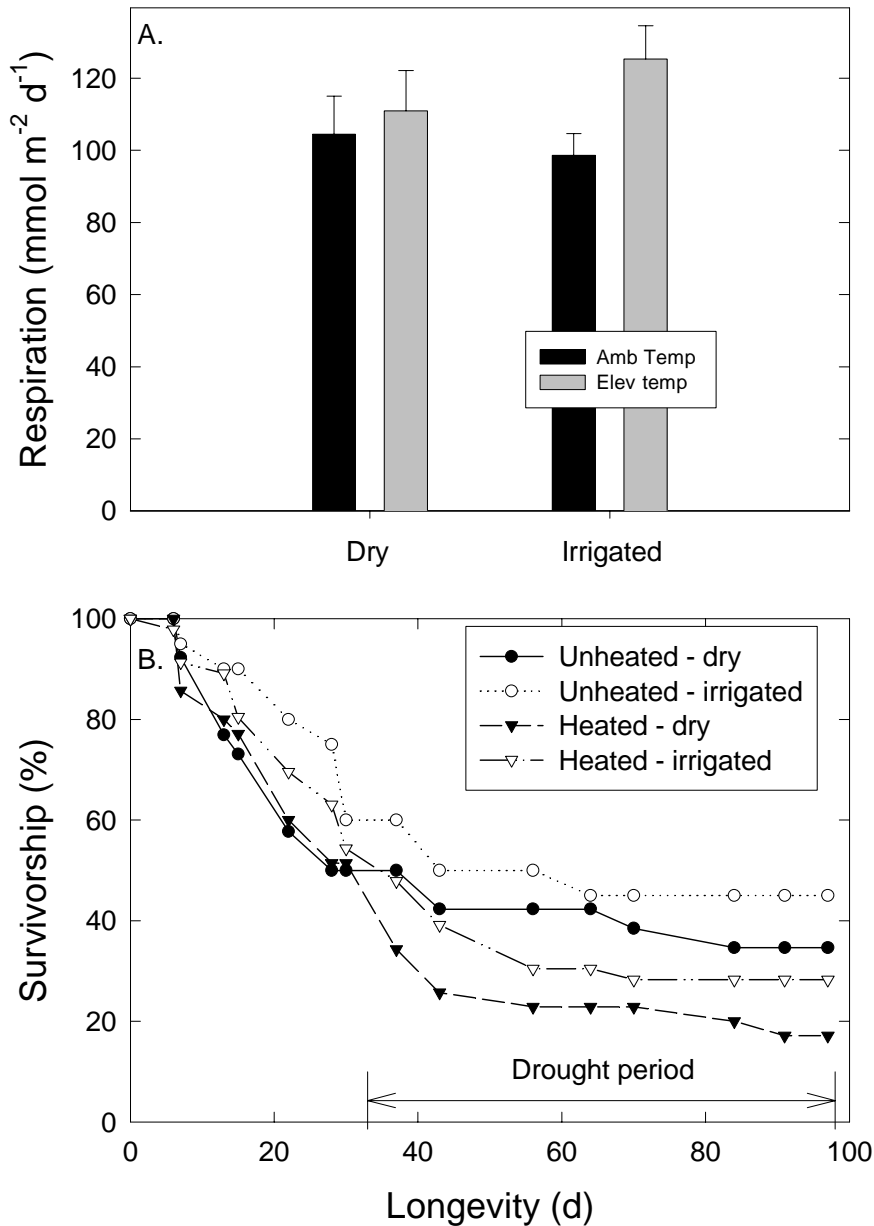 A.
Respiration (mmol m-2 d-1)
120
100
80
60
40
20
0
Amb Temp
Elev temp
Dry
Irrigated
B.
Survivorship (%)
100
80
60
40
20
0
Unheated - dry
Unheated - irrigated
Heated - dry
Heated - irrigated
Drought period
0 20 40 60 80 100
Longevity (d)